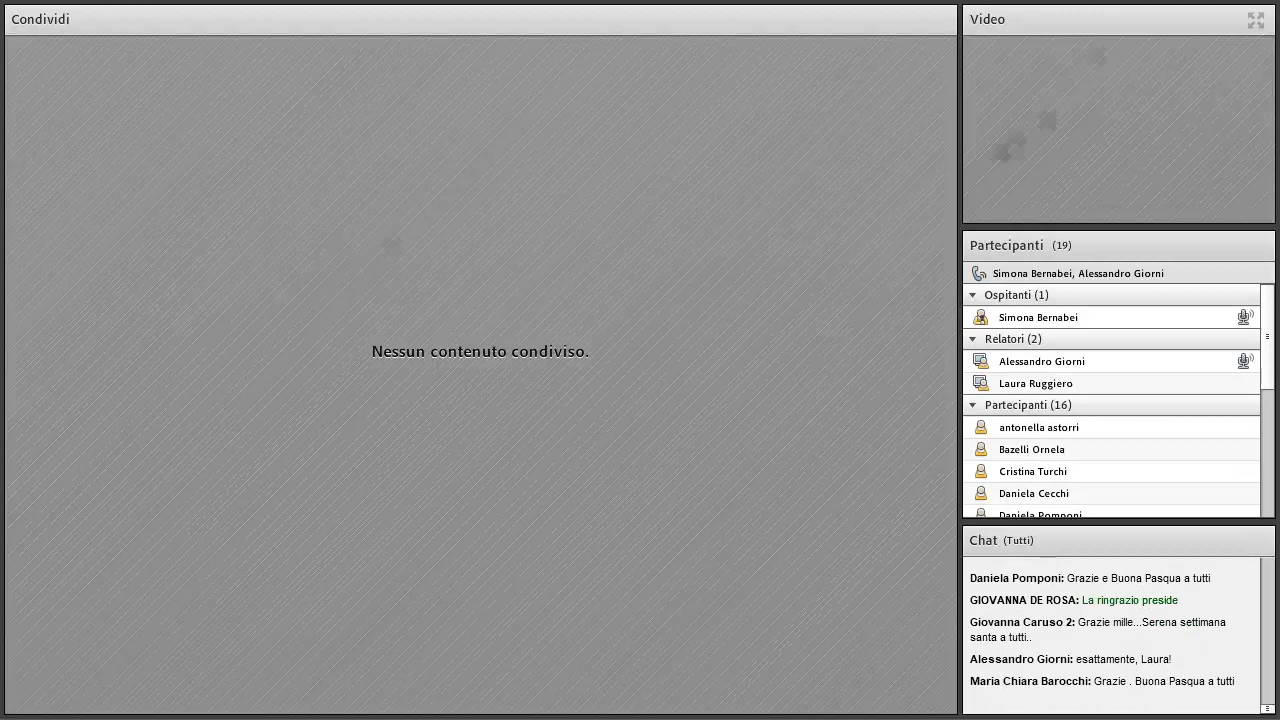 Condividi
Nessun contenuto condiviso.
Video
Partecipanti (19)
Simona Bernabei, Alessandro Giorni
Ospitanti (1)
Simona Bernabei
Relatori (2)
Alessandro Giorni
Laura Ruggiero
Partecipanti (16)
antonella astorri
Bazelli Ornela
Cristina Turchi
Daniela Cecchi
Daniela Pomponi
Chat (Tutti)
Daniela Pomponi: Grazie e Buona Pasqua a tutti
GIOVANNA DE ROSA: La ringrazio preside
Giovanna Caruso 2: Grazie mille...Serena settimana
santa a tutti..
Alessandro Giorni: esattamente, Laura!
Maria Chiara Barocchi: Grazie . Buona Pasqua a tutti